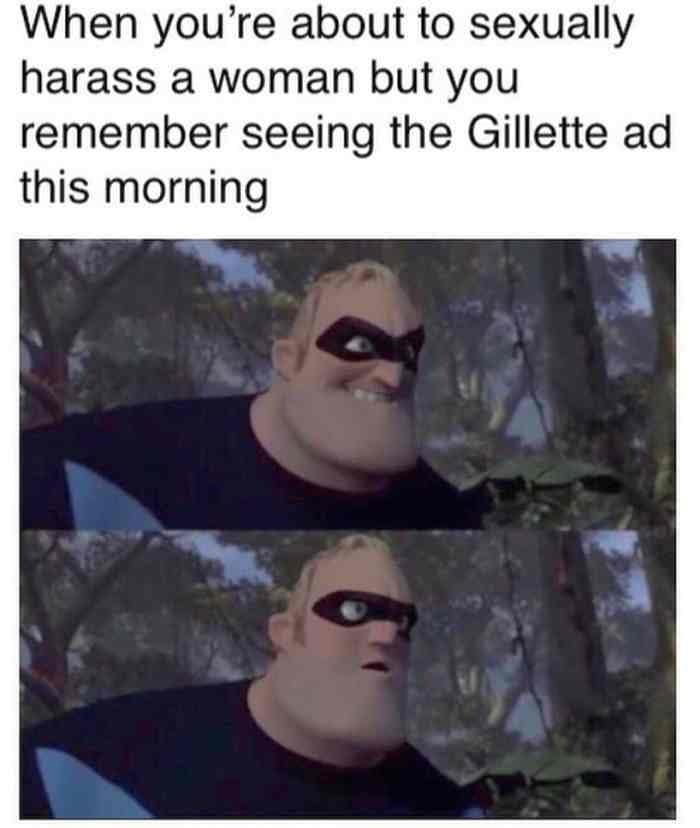 When you’re about to sexually
harass a woman but you
remember seeing the Gillette ad
this morning